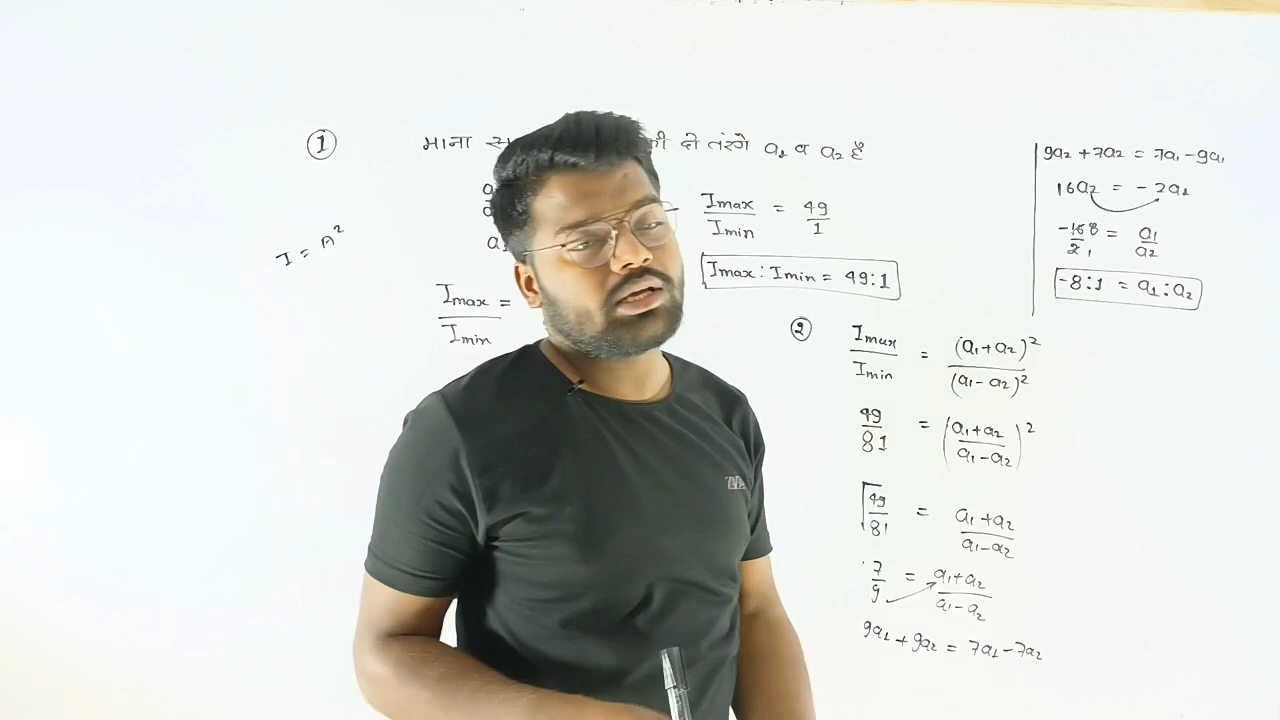 ①
माना की दो तरंगे a₁ व a₂ है
I = A²
Imax/Imin = 49/1
Imax : Imin = 49:1
Imax/Imin =
②
Imax/Imin = (a₁+a₂)²/(a₁-a₂)²
49/81 = (a₁+a₂/a₁-a₂)²
√49/81 = a₁+a₂/a₁-a₂
7/9 = a₁+a₂/a₁-a₂
9a₁+9a₂ = 7a₁-7a₂
9a₂+7a₂ = 7a₁-9a₁
16a₂ = -2a₁
-16 8/2 1 = a₁/a₂
-8:1 = a₁:a₂